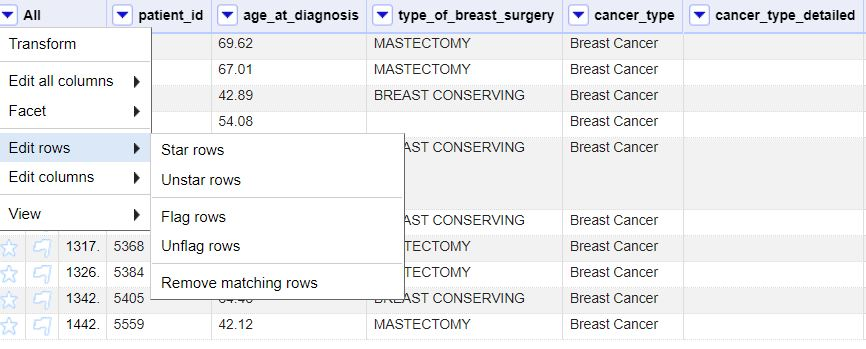 All patient_id age_at_diagnosis type_of_breast_surgery cancer_type cancer_type_detailed
Transform 69.62 MASTECTOMY Breast Cancer
67.01 MASTECTOMY Breast Cancer
Edit all columns 42.89 BREAST CONSERVING Breast Cancer
Facet
54.08 Breast Cancer
Edit rows Star rows AST CONSERVING Breast Cancer
Edit columns Unstar rows
View Flag rows AST CONSERVING Breast Cancer
1317. 5368 Unflag rows TECTOMY Breast Cancer
1326. 5384 Remove matching rows TECTOMY Breast Cancer
1342. 5405 BREAST CONSERVING Breast Cancer
1442. 5559 42.12 MASTECTOMY Breast Cancer